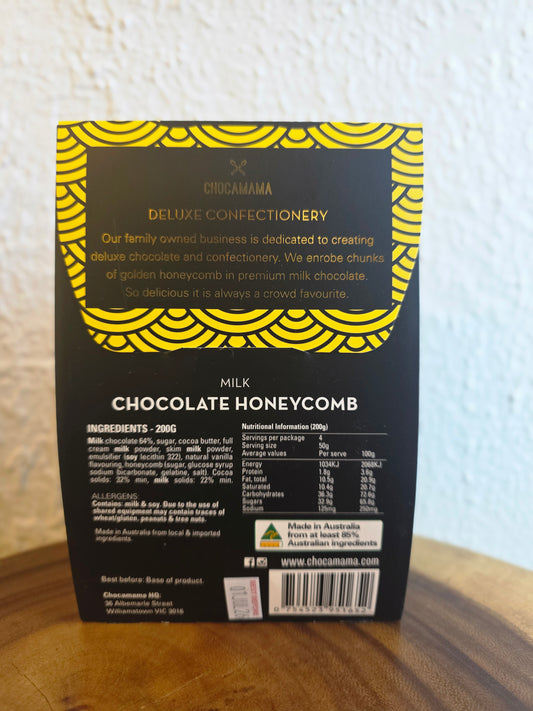 CHOCAMAMA
DELUXE CONFECTIONERY
Our family owned business is dedicated to creating
deluxe chocolate and confectionery. We enrobe chunks
of golden honeycomb in premium milk chocolate.
So delicious it is always a crowd favourite.
MILK
CHOCOLATE HONEYCOMB
INGREDIENTS - 200G
Milk chocolate 64%, sugar, cocoa butter, full
cream milk powder, skim milk powder,
emulsifier (soy lecithin 322), natural vanilla
flavouring, honeycomb (sugar, glucose syrup
sodium bicarbonate, gelatine, salt). Cocoa
solids: 32% min, milk solids: 22% min.
ALLERGENS:
Contains: milk & soy. Due to the use of
shared equipment may contain traces of
wheat/gluten, peanuts & tree nuts.
Made in Australia from local & imported
ingredients
Nutritional Information (200g)
Servings per package 4
Serving size 50g
Average values Per serve 100g
Energy 1034KJ 2068KJ
Protein 1.8g 3.6g
Fat, total 10.5g 20.9g
Saturated 10.4g 20.7g
Carbohydrates 36.3g 72.6g
Sugars 32.9g 65.8g
Sodium 125mg 250mg
Made in Australia
from at least 85%
Australian ingredients
www.chocamama.com
Best before: Base of product.
Chocamama HQ:
36 Albemarle Street
Williamstown VIC 3016